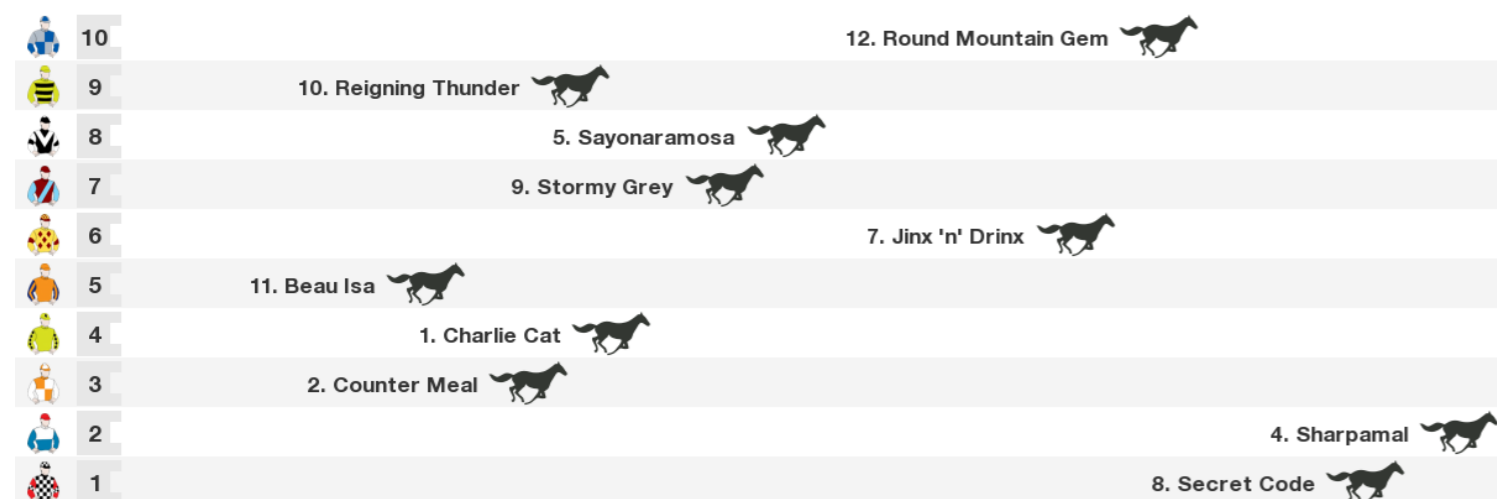 10 12. Round Mountain Gem
9 10. Reigning Thunder
8 5. Sayonaramosa
7 9. Stormy Grey
6 7. Jinx 'n' Drinx
5 11. Beau Isa
4 1. Charlie Cat
3 2. Counter Meal
2 4. Sharpamal
1 8. Secret Code